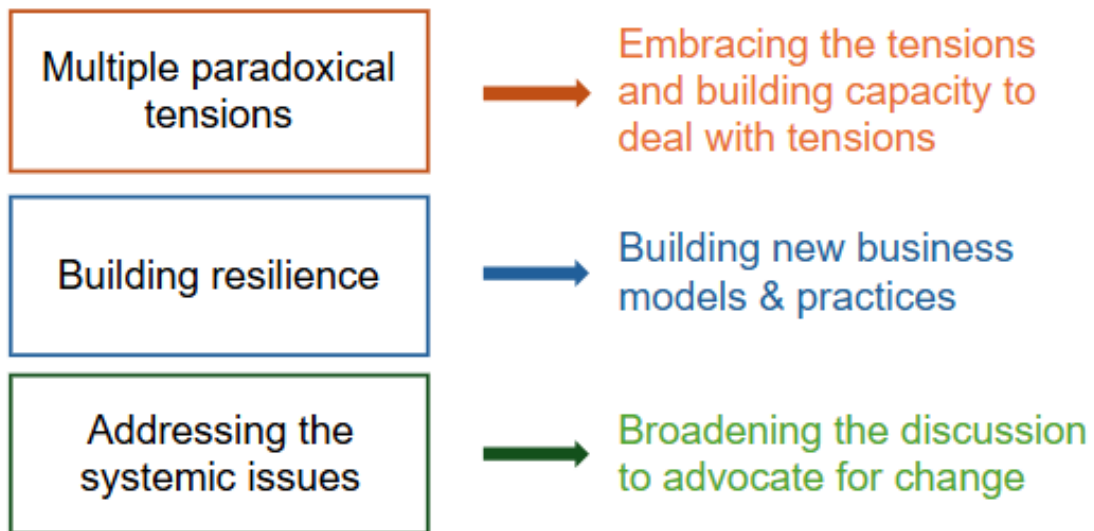 Multiple paradoxical
tensions
Embracing the tensions
and building capacity to
deal with tensions
Building resilience
Building new business
models & practices
Addressing the
systemic issues
Broadening the discussion
to advocate for change